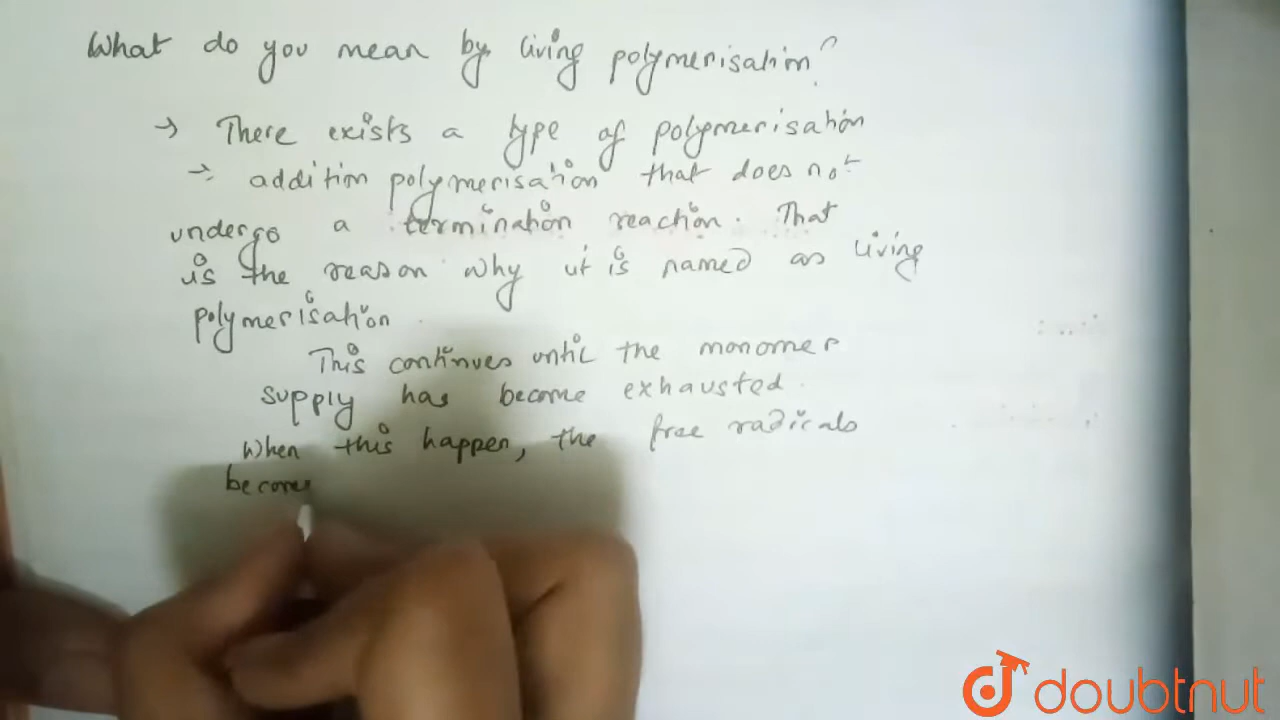 What do you mean by living polymerisation?
→ There exists a type of polymerisation
→ addition polymerisation that does not
undergo a termination reaction. That
is the reason why it is named as living
polymerisation.
This continues until the monomer
supply has become exhausted.
When this happen, the free radicals
become
doubtnut